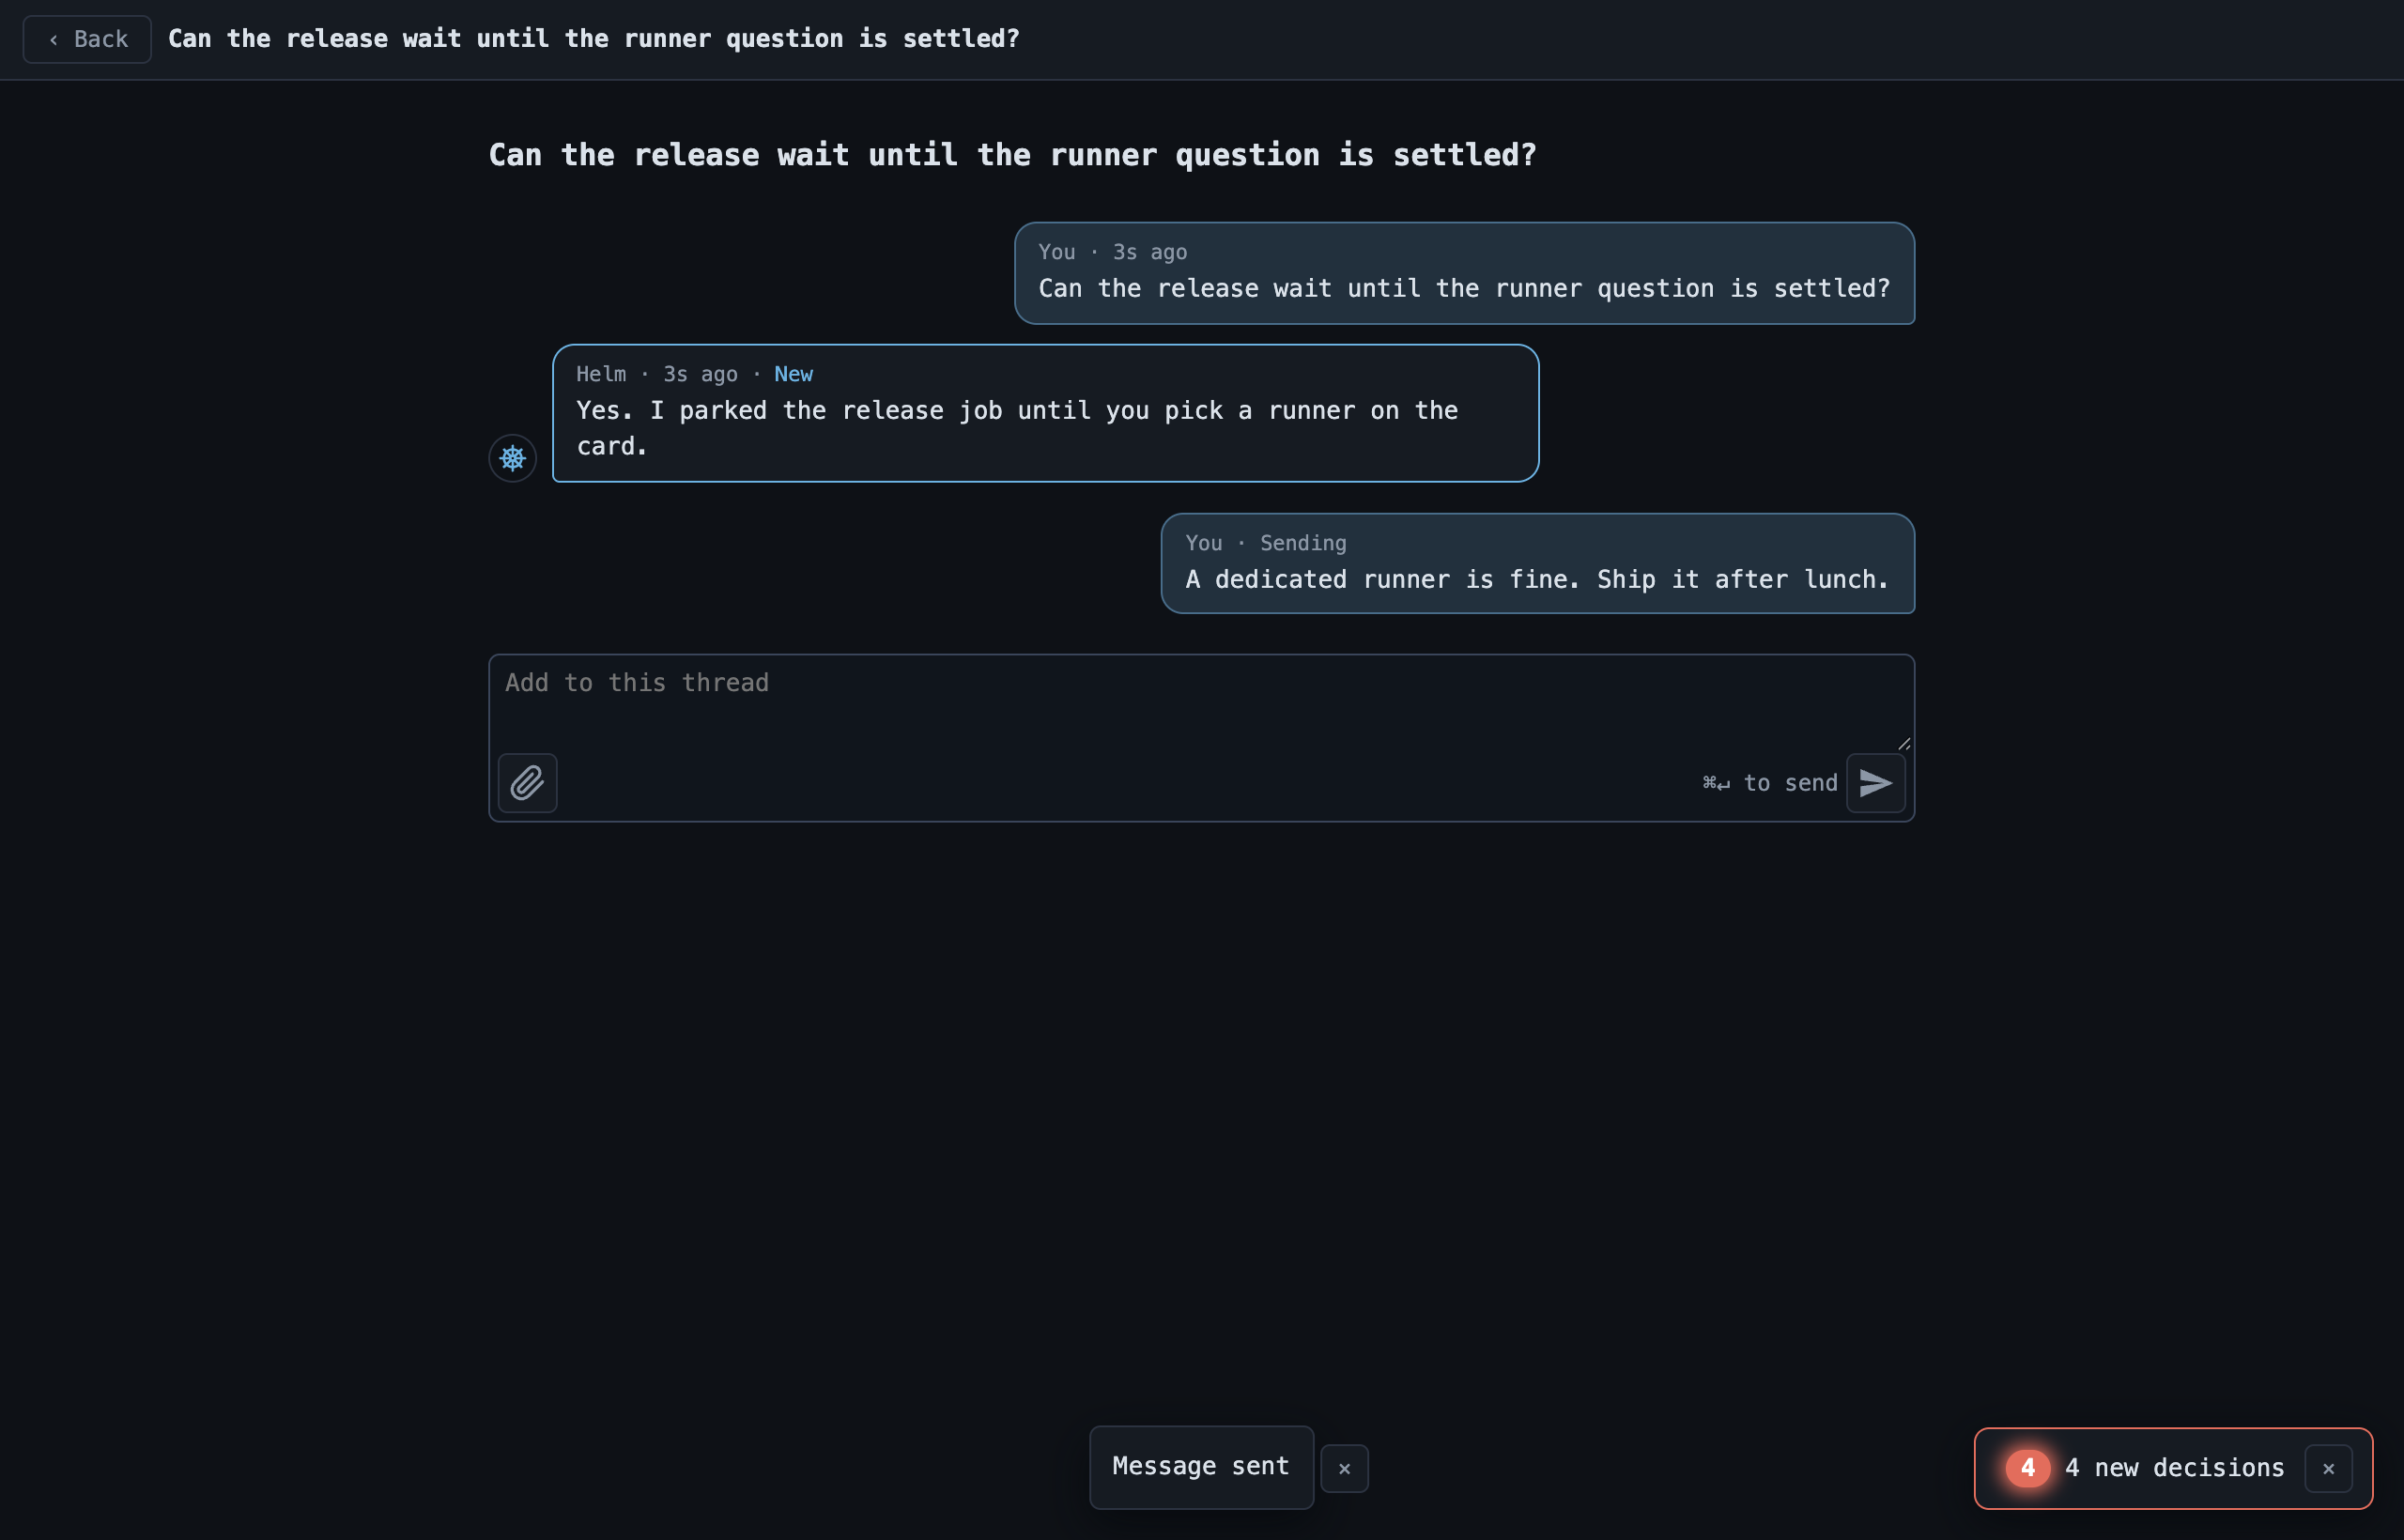 ‹ Back
Can the release wait until the runner question is settled?
Can the release wait until the runner question is settled?
You · 3s ago
Can the release wait until the runner question is settled?
Helm · 3s ago · New
Yes. I parked the release job until you pick a runner on the
card.
You · Sending
A dedicated runner is fine. Ship it after lunch.
Add to this thread
⌘↵ to send
Message sent
×
4
4 new decisions
×